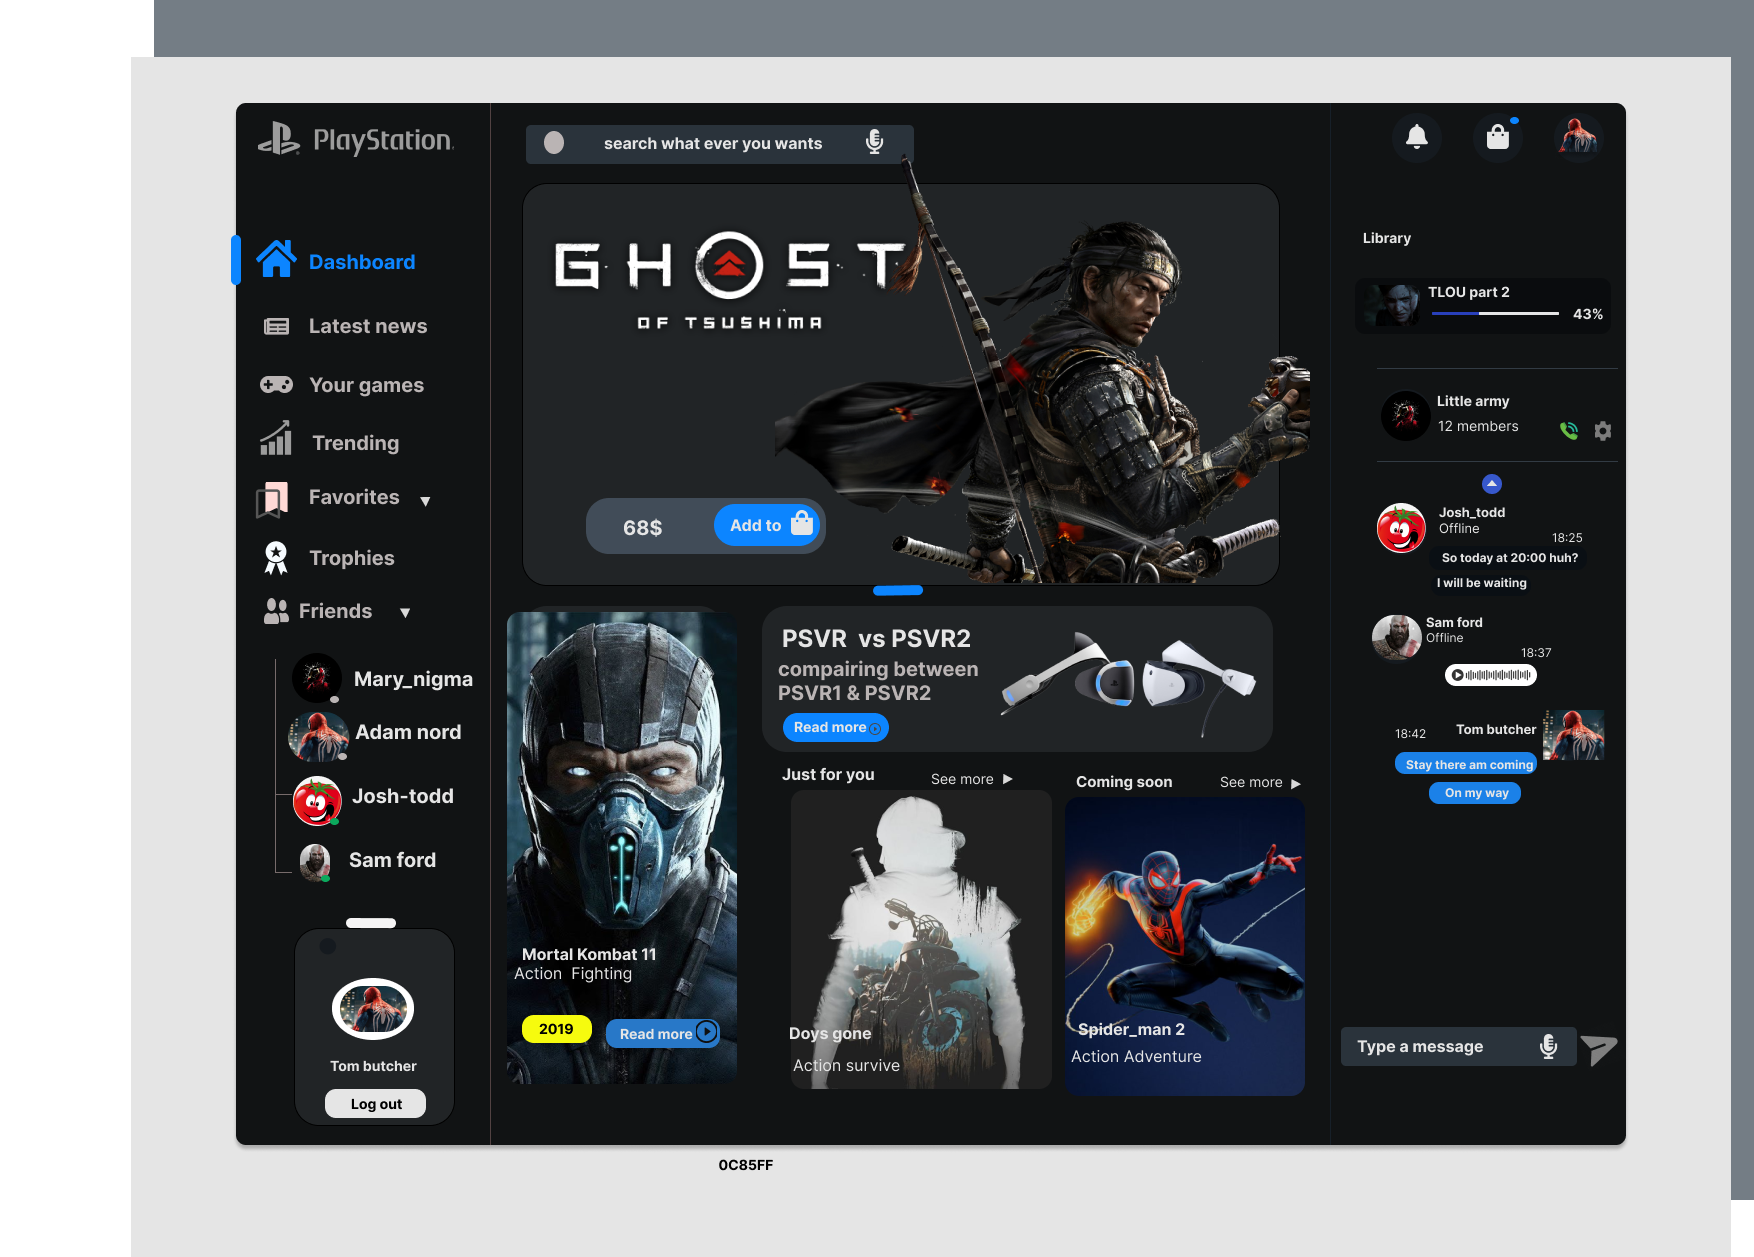 PlayStation
Dashboard
Latest news
Your games
Trending
Favorites
Trophies
Friends
Mary_nigma
Adam nord
Josh-todd
Sam ford
Tom butcher
Log out
search what ever you wants
GHOST
OF TSUSHIMA
68$
Add to
Mortal Kombat 11
Action Fighting
2019
Read more
PSVR vs PSVR2
compairing between
PSVR1 & PSVR2
Read more
Just for you
See more
Doys gone
Action survive
Coming soon
See more
Spider_man 2
Action Adventure
Library
TLOU part 2
43%
Little army
12 members
Josh_todd
Offline
18:25
So today at 20:00 huh?
I will be waiting
Sam ford
Offline
18:37
18:42
Tom butcher
Stay there am coming
On my way
Type a message
0C85FF